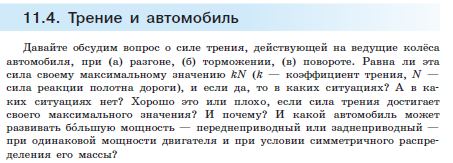 11.4. Трение и автомобиль
Давайте обсудим вопрос о силе трения, действующей на ведущие колёса
автомобиля, при (а) разгоне, (б) торможении, (в) повороте. Равна ли эта
сила своему максимальному значению kN (k — коэффициент трения, N —
сила реакции полотна дороги), и если да, то в каких ситуациях? А в ка-
ких ситуациях нет? Хорошо это или плохо, если сила трения достигает
своего максимального значения? И почему? И какой автомобиль может
развивать бо́льшую мощность — переднеприводный или заднеприводный —
при одинаковой мощности двигателя и при условии симметричного распре-
деления его массы?